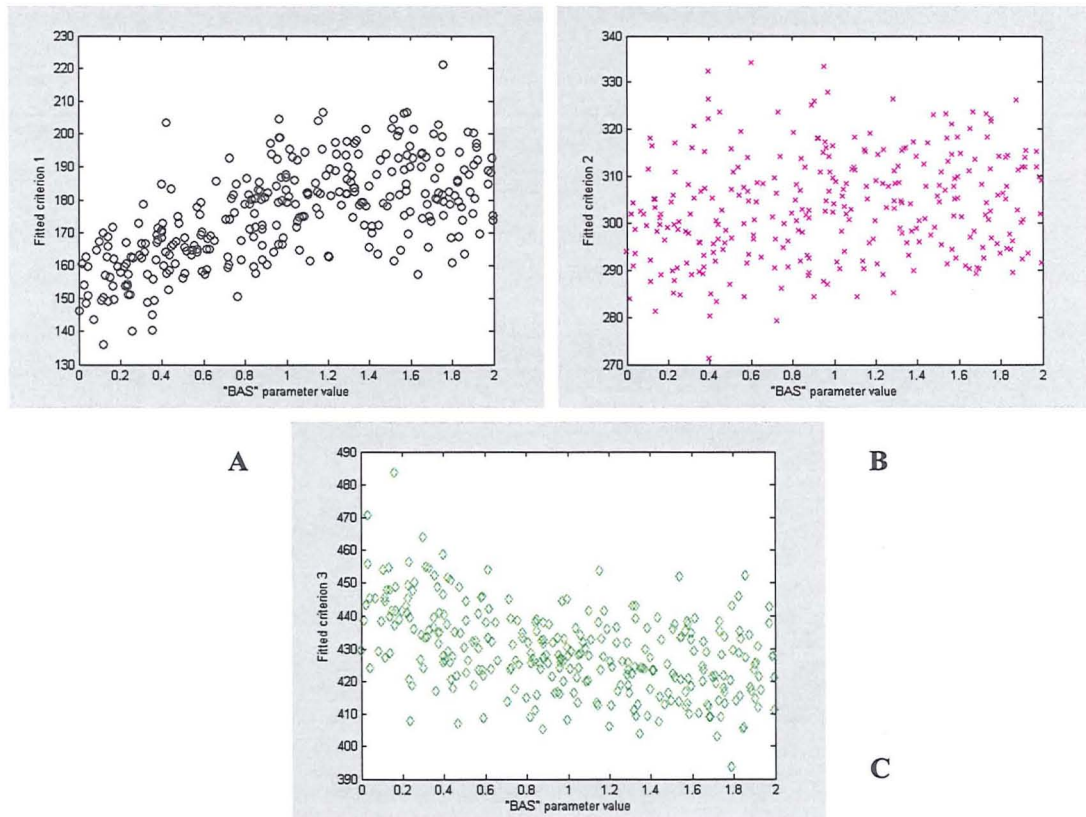 230
220
210
200
190
180
170
160
150
140
130
Fitted criterion 1
0 0.2 0.4 0.6 0.8 1 1.2 1.4 1.6 1.8 2
"BAS" parameter value
340
330
320
310
300
290
280
270
Fitted criterion 2
0 0.2 0.4 0.6 0.8 1 1.2 1.4 1.6 1.8 2
"BAS" parameter value
A
B
490
480
470
460
450
440
430
420
410
400
390
Fitted criterion 3
0 0.2 0.4 0.6 0.8 1 1.2 1.4 1.6 1.8 2
"BAS" parameter value
C